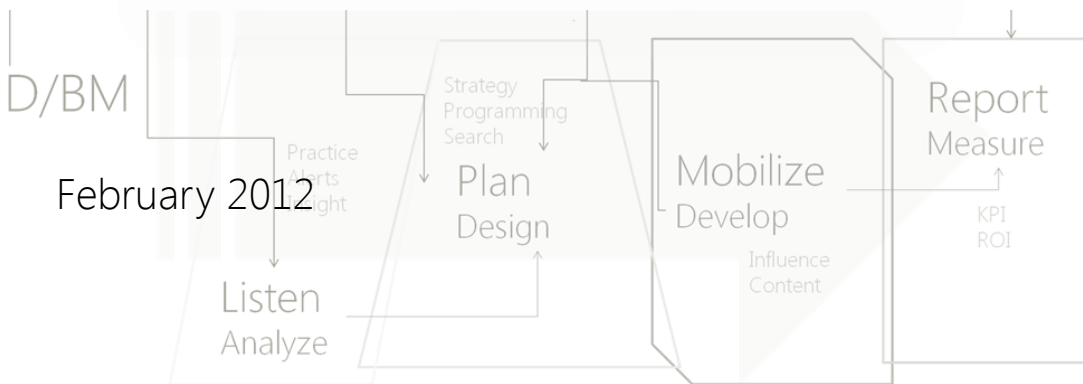 D/BM
February 2012
Practice
Alerts
Insight
Listen
Analyze
Strategy
Programming
Search
Plan
Design
Mobilize
Develop
Influence
Content
Report
Measure
KPI
ROI